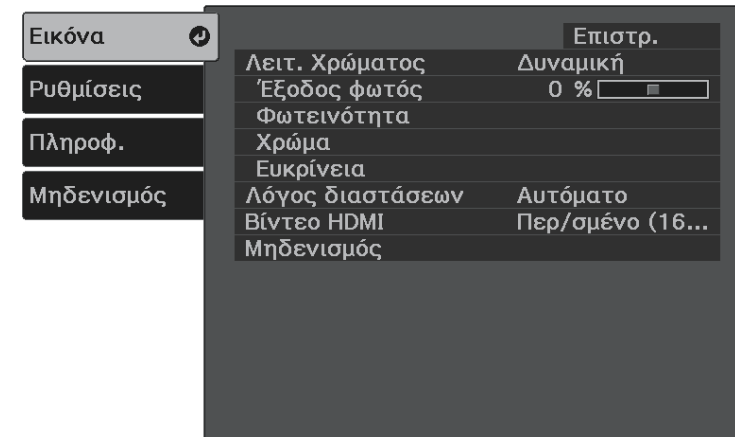 Εικόνα
Ρυθμίσεις
Πληροφ.
Μηδενισμός
Επιστρ.
Λειτ. Χρώματος Δυναμική
Έξοδος φωτός 0 %
Φωτεινότητα
Χρώμα
Ευκρίνεια
Λόγος διαστάσεων Αυτόματο
Βίντεο HDMI Περ/σμένο (16...
Μηδενισμός